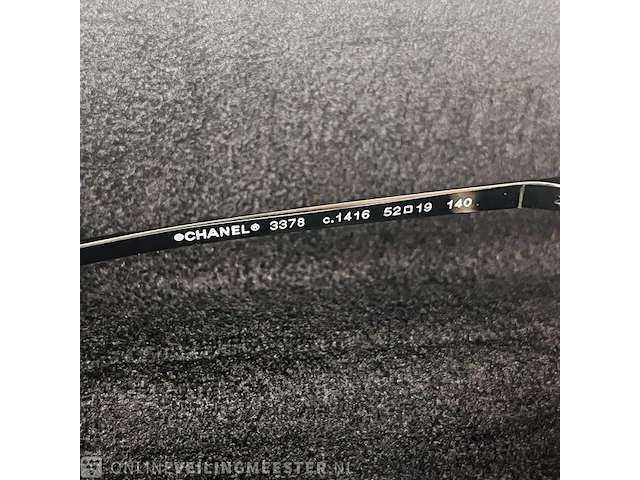 ©CHANEL® 3378 c.1416 52□19 140
ONLINEVEILINGMEESTER.NL